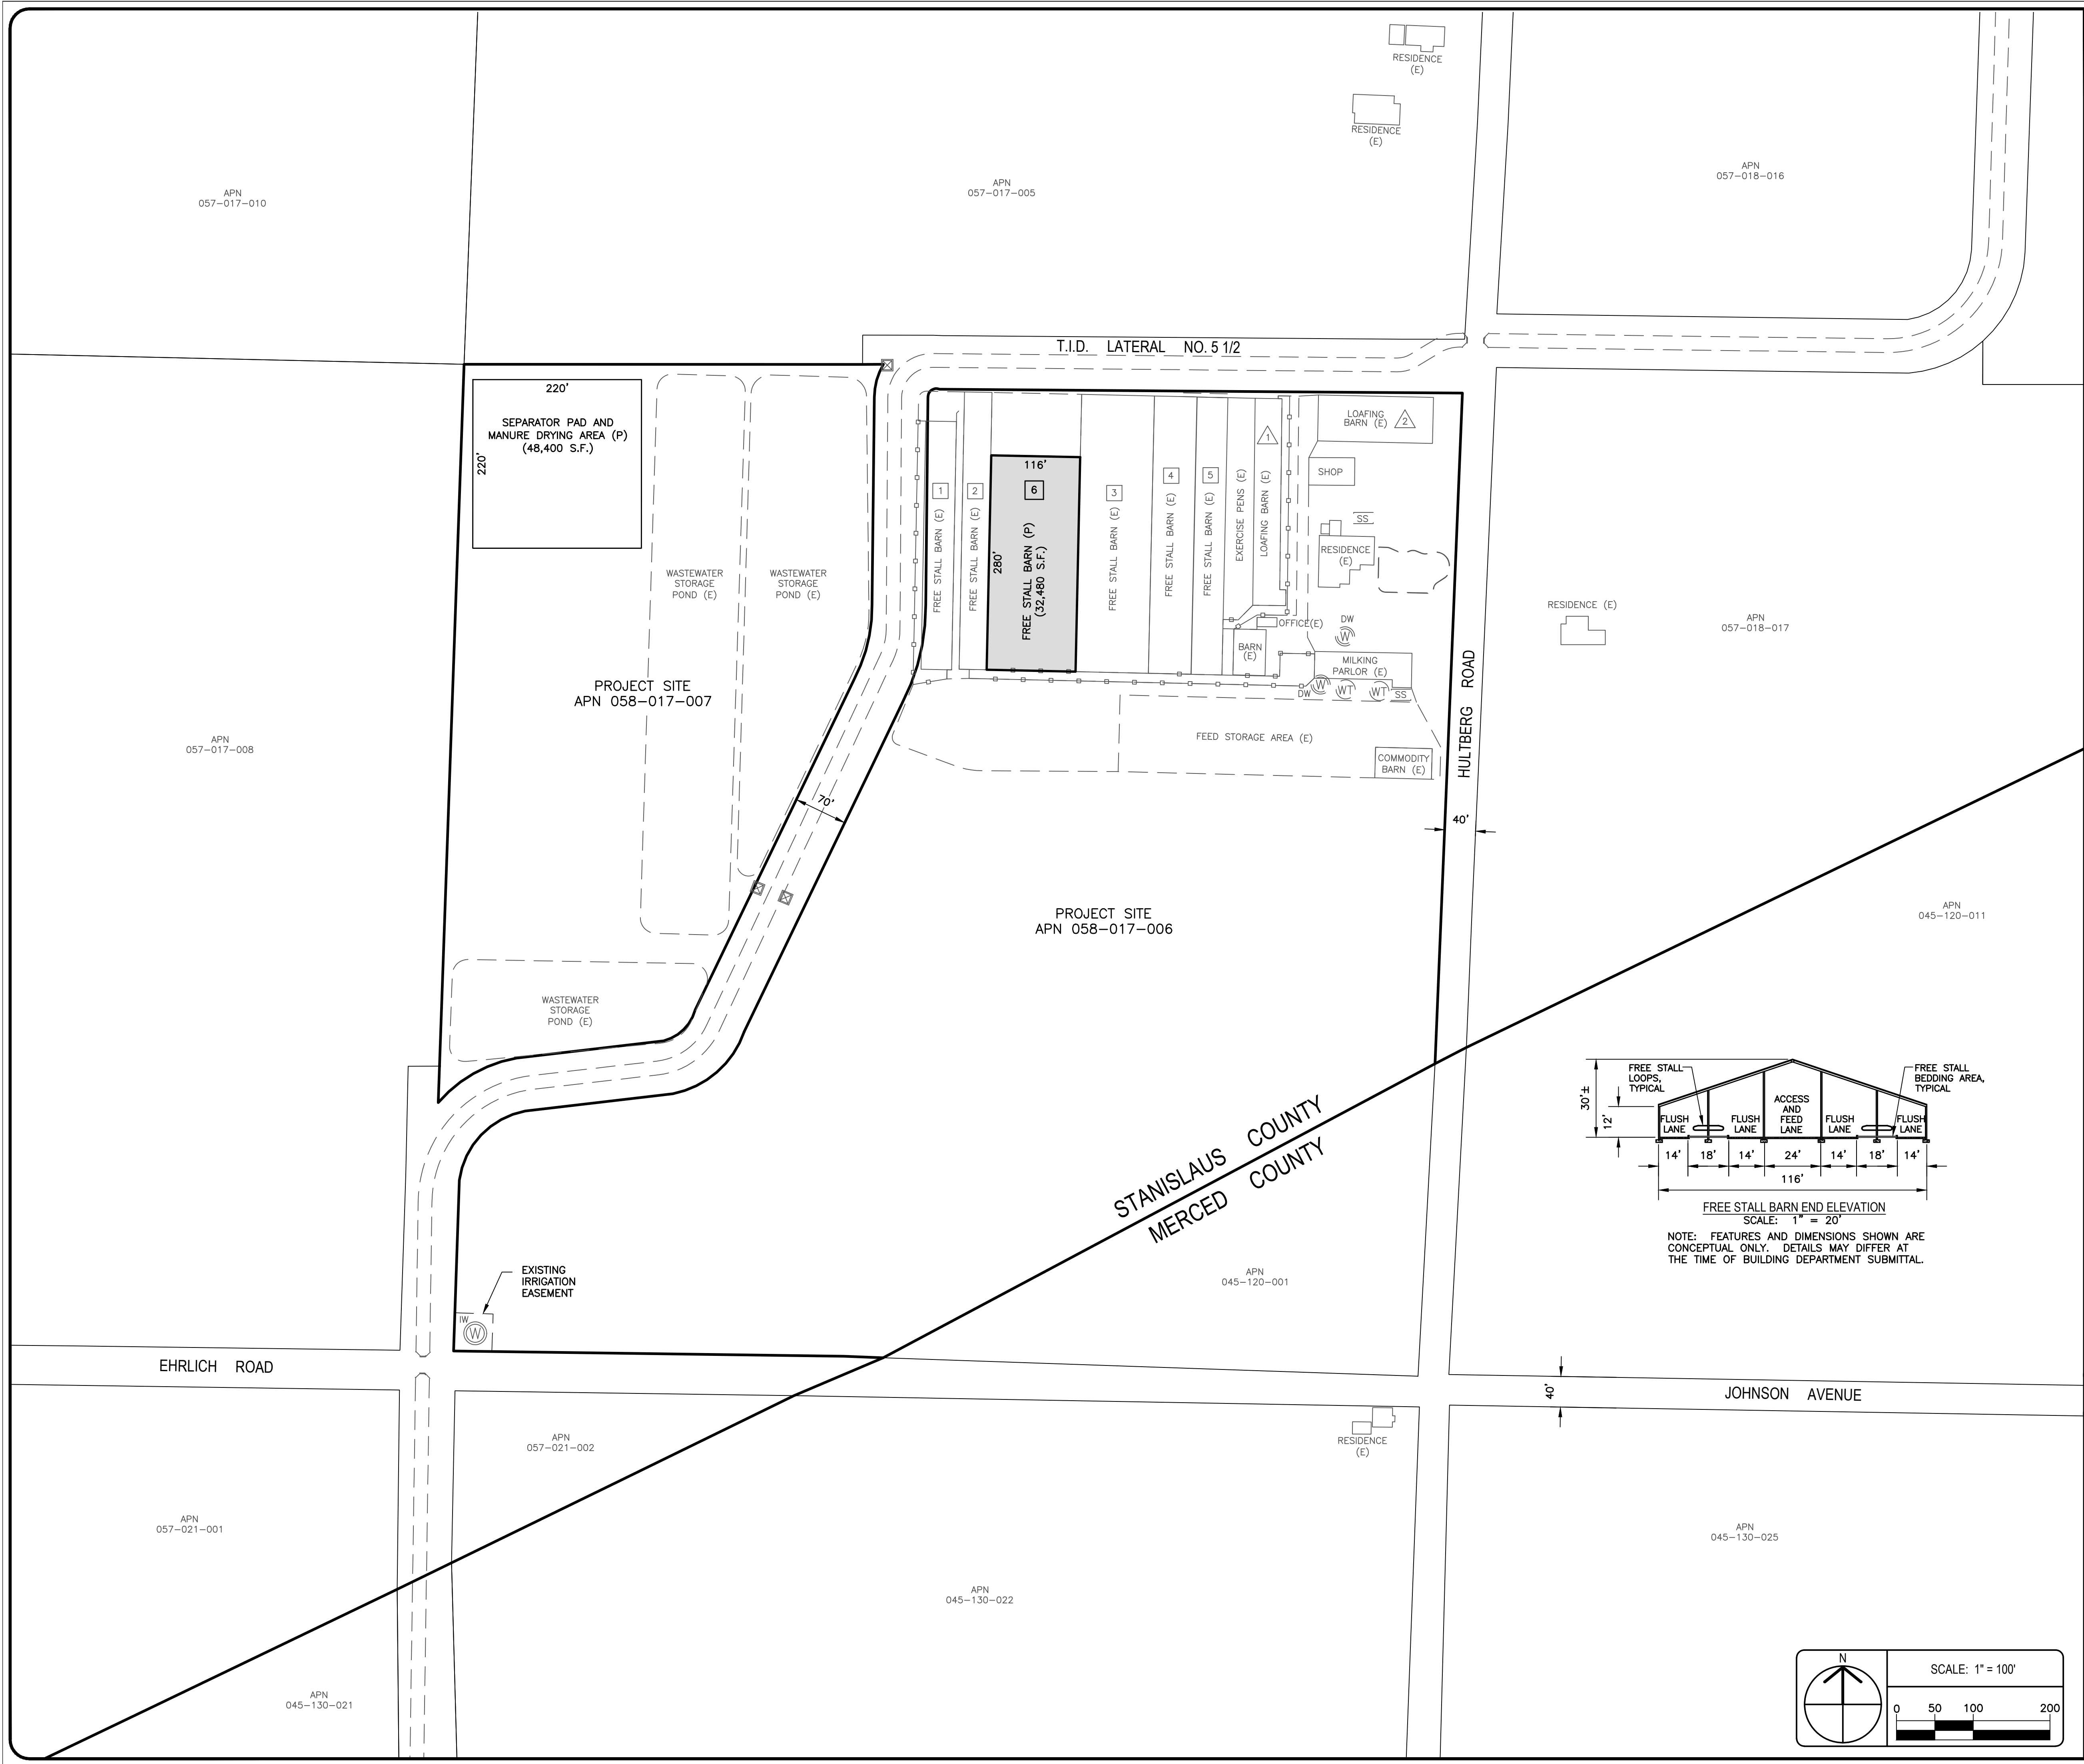 RESIDENCE
(E)
RESIDENCE
(E)
APN
057-017-010
APN
057-017-005
APN
057-018-016
T.I.D. LATERAL NO. 5 1/2
220'
SEPARATOR PAD AND
MANURE DRYING AREA (P)
(48,400 S.F.)
220'
WASTEWATER
STORAGE
POND (E)
WASTEWATER
STORAGE
POND (E)
1
FREE STALL BARN (E)
2
FREE STALL BARN (E)
116'
6
280'
FREE STALL BARN (P)
(32,480 S.F.)
3
FREE STALL BARN (E)
4
FREE STALL BARN (E)
5
FREE STALL BARN (E)
EXERCISE PENS (E)
1
LOAFING BARN (E)
LOAFING
BARN (E)
2
SHOP
SS
RESIDENCE
(E)
OFFICE(E)
DW
W
BARN
(E)
MILKING
PARLOR (E)
DW
W
WT
WT
SS
FEED STORAGE AREA (E)
COMMODITY
BARN (E)
HULTBERG ROAD
RESIDENCE (E)
APN
057-018-017
PROJECT SITE
APN 058-017-007
APN
057-017-008
70'
40'
PROJECT SITE
APN 058-017-006
APN
045-120-011
WASTEWATER
STORAGE
POND (E)
STANISLAUS COUNTY
MERCED COUNTY
FREE STALL
LOOPS,
TYPICAL
FREE STALL
BEDDING AREA,
TYPICAL
30'±
12'
FLUSH
LANE
FLUSH
LANE
ACCESS
AND
FEED
LANE
FLUSH
LANE
FLUSH
LANE
14'
18'
14'
24'
14'
18'
14'
116'
FREE STALL BARN END ELEVATION
SCALE: 1" = 20'
NOTE: FEATURES AND DIMENSIONS SHOWN ARE
CONCEPTUAL ONLY. DETAILS MAY DIFFER AT
THE TIME OF BUILDING DEPARTMENT SUBMITTAL.
EXISTING
IRRIGATION
EASEMENT
IW
W
APN
045-120-001
EHRLICH ROAD
40'
JOHNSON AVENUE
APN
057-021-002
RESIDENCE
(E)
APN
057-021-001
APN
045-130-025
APN
045-130-022
APN
045-130-021
N
SCALE: 1" = 100'
0 50 100 200